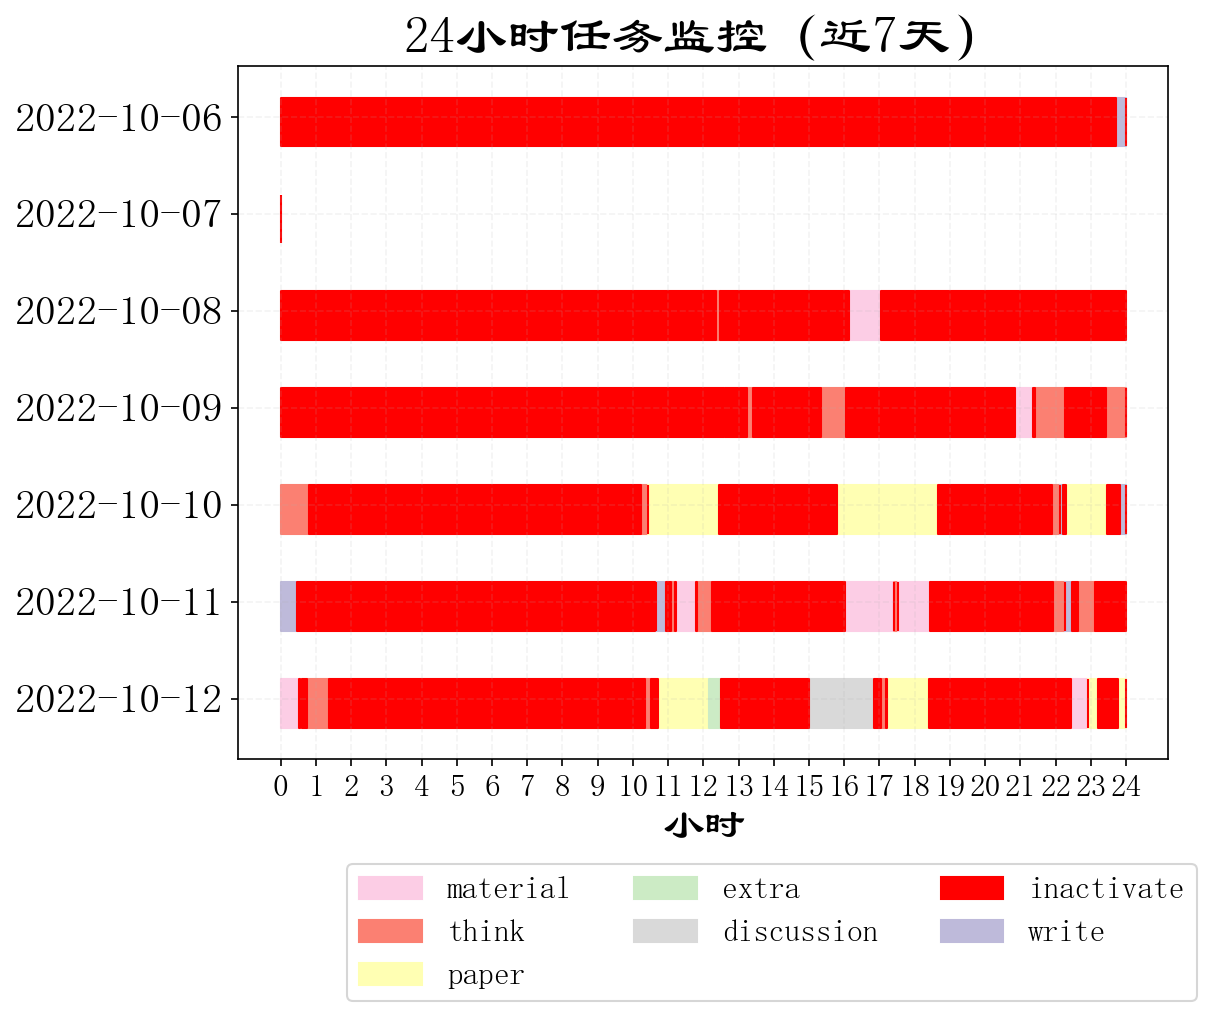 24小时任务监控 (近7天)
2022-10-06
2022-10-07
2022-10-08
2022-10-09
2022-10-10
2022-10-11
2022-10-12
0 1 2 3 4 5 6 7 8 9 10 11 12 13 14 15 16 17 18 19 20 21 22 23 24
小时
material extra inactivate
think discussion write
paper